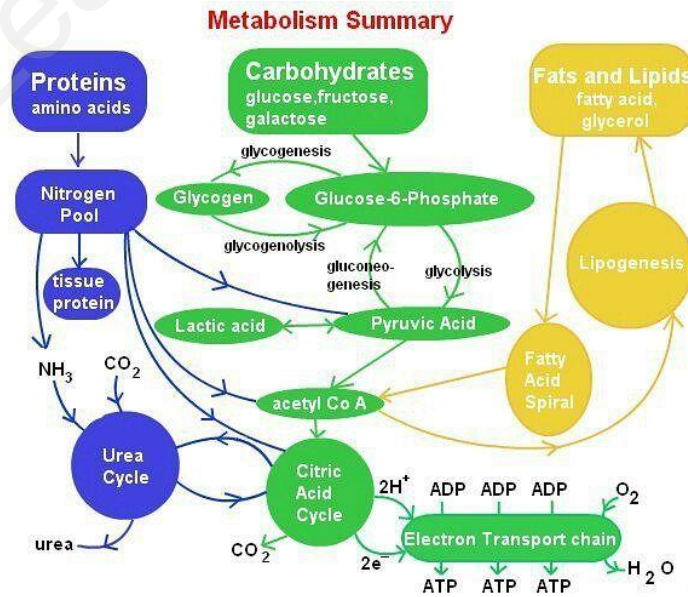 Metabolism Summary
Proteins
amino acids
Carbohydrates
glucose,fructose,
galactose
Fats and Lipids
fatty acid,
glycerol
glycogenesis
Nitrogen
Pool
Glycogen
Glucose-6-Phosphate
glycogenolysis
gluconeo-
genesis
glycolysis
Lipogenesis
tissue
protein
Lactic acid
Pyruvic Acid
NH3
CO2
Fatty
Acid
Spiral
acetyl Co A
Urea
Cycle
Citric
Acid
Cycle
2H+
ADP ADP ADP
O2
Electron Transport chain
urea
CO2
2e−
H2O
ATP ATP ATP